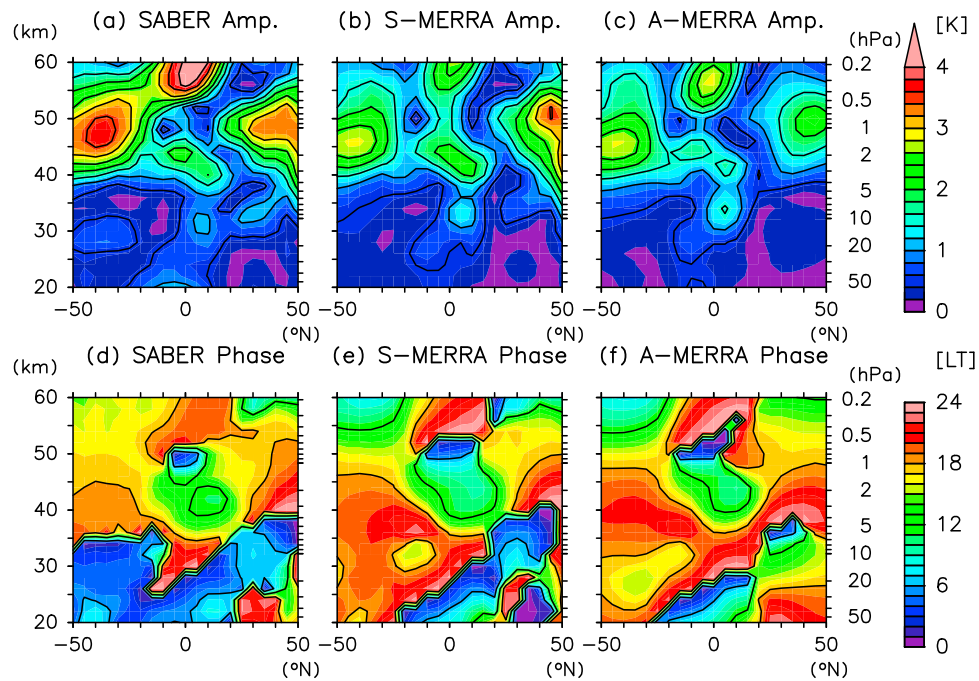 (a) SABER Amp. (b) S-MERRA Amp. (c) A-MERRA Amp. [K]
(km) (hPa)
60 0.2 4
50 0.5 3
1
40 2 2
5
30 10 1
20
20 50 0
-50 0 50 -50 0 50 -50 0 50
(°N) (°N) (°N)
(d) SABER Phase (e) S-MERRA Phase (f) A-MERRA Phase [LT]
(km) (hPa)
60 0.2 24
50 0.5 18
1
40 2 12
5
30 10 6
20
20 50 0
-50 0 50 -50 0 50 -50 0 50
(°N) (°N) (°N)